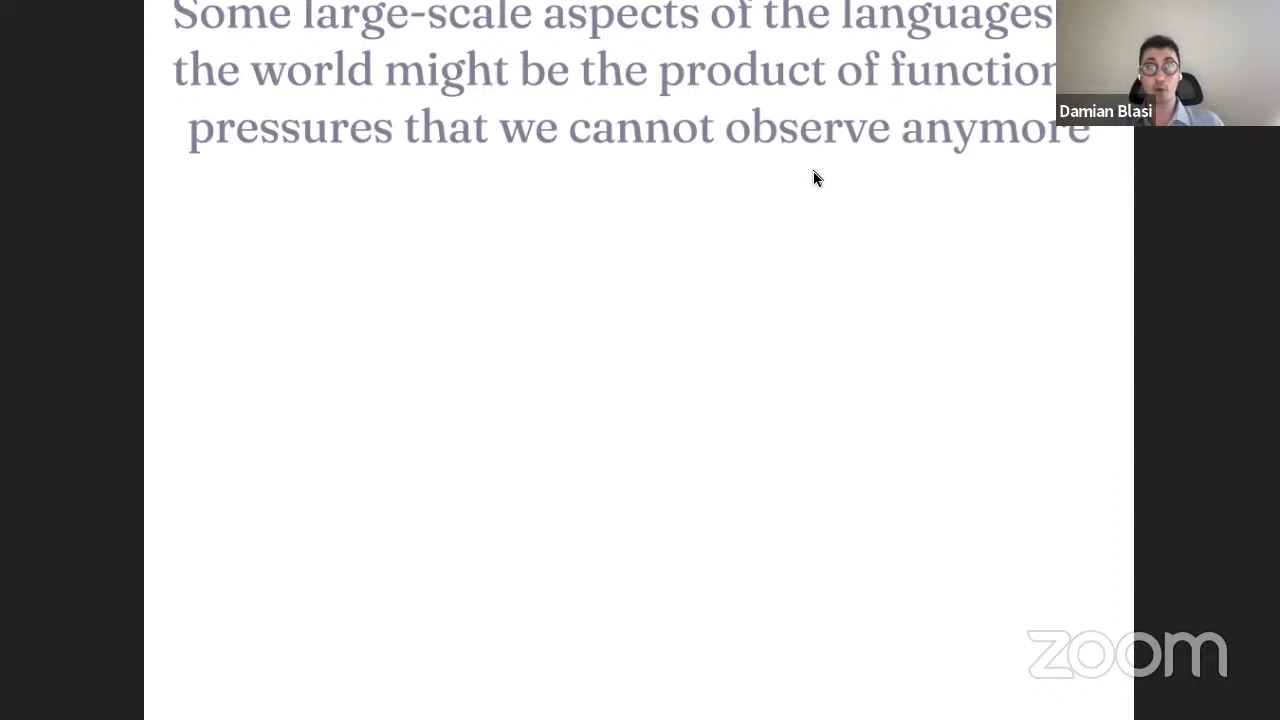 Some large-scale aspects of the languages
the world might be the product of function
pressures that we cannot observe anymore
Damian Blasi
zoom